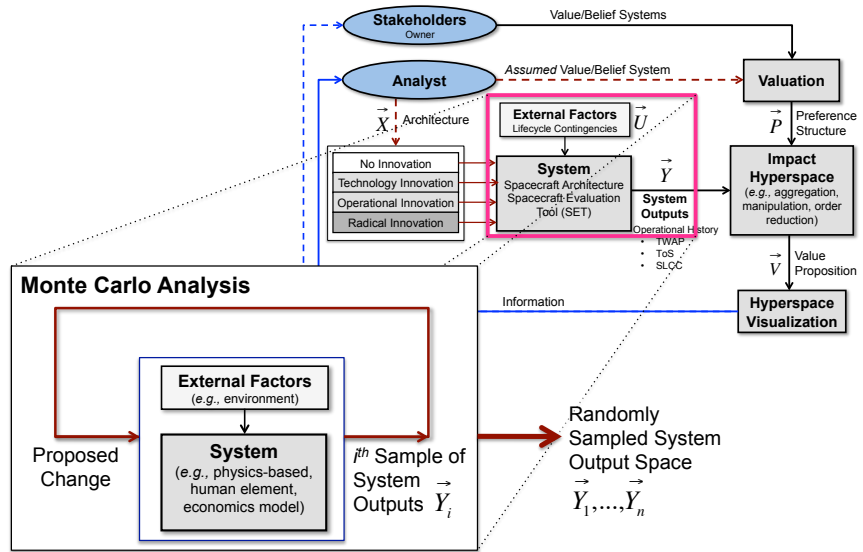 Stakeholders
Owner
Value/Belief Systems
Analyst
Assumed Value/Belief System
Valuation
X
Architecture
External Factors
Lifecycle Contingencies
U
P
Preference
Structure
No Innovation
Technology Innovation
Operational Innovation
Radical Innovation
System
Spacecraft Architecture
Spacecraft Evaluation
Tool (SET)
Y
System
Outputs
Operational History
• TWAP
• ToS
• SLCC
Impact
Hyperspace
(e.g., aggregation,
manipulation, order
reduction)
V
Value
Proposition
Information
Hyperspace
Visualization
Monte Carlo Analysis
External Factors
(e.g., environment)
System
(e.g., physics-based,
human element,
economics model)
Proposed
Change
ith Sample of
System
Outputs Yi
Randomly
Sampled System
Output Space
Y1,...,Yn